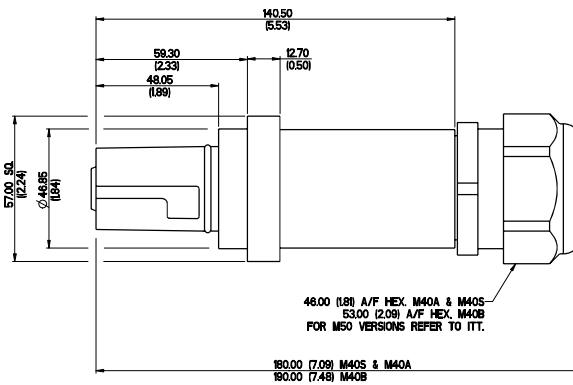 140.50
(5.53)
59.30
(2.33)
12.70
(0.50)
48.05
(1.89)
57.00 SQ.
((2.24)
Ø46.85
(1.84)
46.00 (1.81) A/F HEX. M40A & M40S
53.00 (2.09) A/F HEX. M40B
FOR M50 VERSIONS REFER TO ITT.
180.00 (7.09) M40S & M40A
190.00 (7.48) M40B